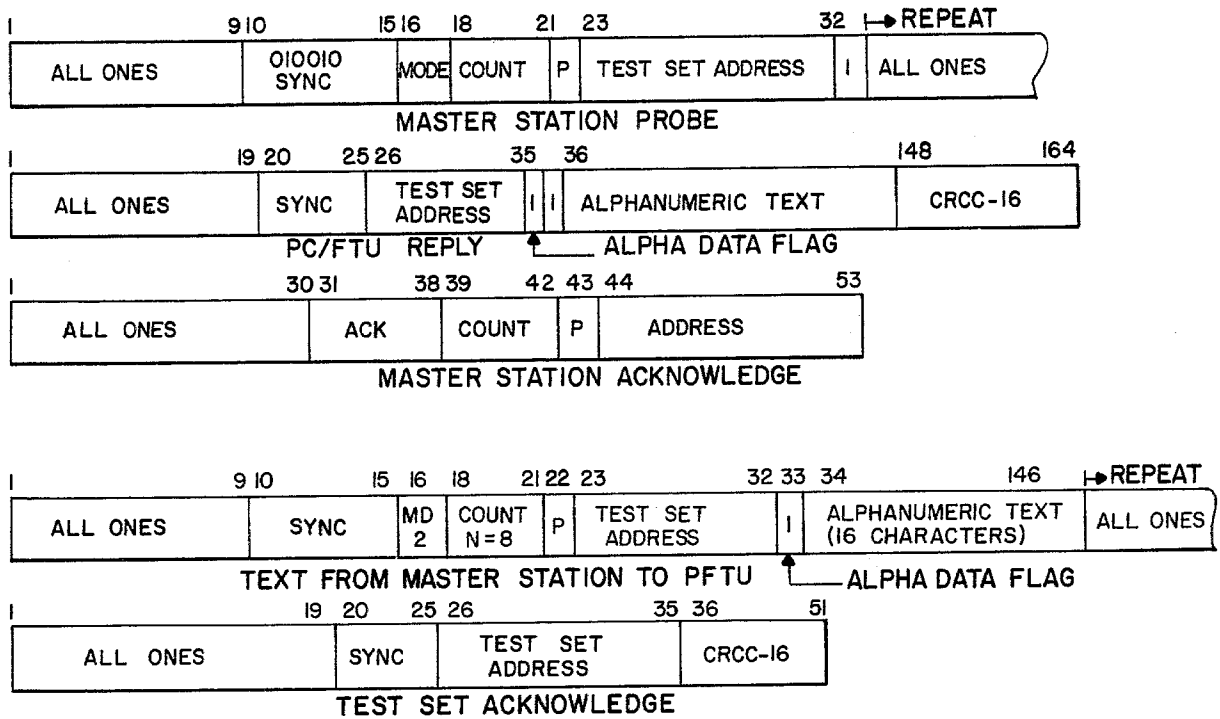 1 9 10 15 16 18 21 23 32 REPEAT
ALL ONES 010010 SYNC MODE COUNT P TEST SET ADDRESS 1 ALL ONES
MASTER STATION PROBE
1 19 20 25 26 35 36 148 164
ALL ONES SYNC TEST SET ADDRESS 1 1 ALPHANUMERIC TEXT CRCC-16
PC/FTU REPLY ALPHA DATA FLAG
1 30 31 38 39 42 43 44 53
ALL ONES ACK COUNT P ADDRESS
MASTER STATION ACKNOWLEDGE
1 9 10 15 16 18 21 22 23 32 33 34 146 REPEAT
ALL ONES SYNC MD 2 COUNT N=8 P TEST SET ADDRESS 1 ALPHANUMERIC TEXT (16 CHARACTERS) ALL ONES
TEXT FROM MASTER STATION TO PFTU ALPHA DATA FLAG
1 19 20 25 26 35 36 51
ALL ONES SYNC TEST SET ADDRESS CRCC-16
TEST SET ACKNOWLEDGE